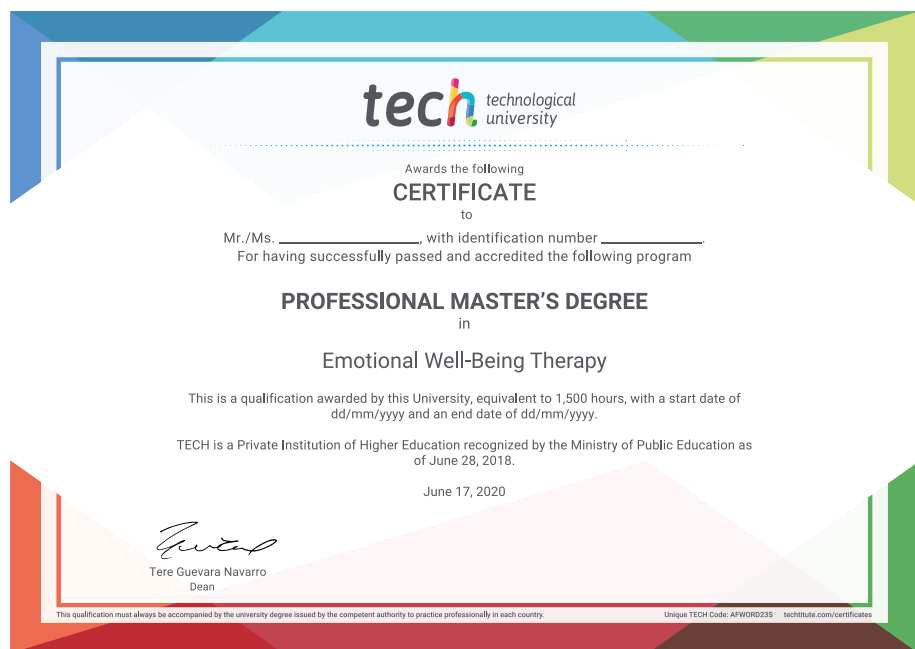 tech technological
university
Awards the following
CERTIFICATE
to
Mr./Ms. ____________________, with identification number ______________.
For having successfully passed and accredited the following program
PROFESSIONAL MASTER'S DEGREE
in
Emotional Well-Being Therapy
This is a qualification awarded by this University, equivalent to 1,500 hours, with a start date of
dd/mm/yyyy and an end date of dd/mm/yyyy.
TECH is a Private Institution of Higher Education recognized by the Ministry of Public Education as
of June 28, 2018.
June 17, 2020
Tere Guevara Navarro
Dean
This qualification must always be accompanied by the university degree issued by the competent authority to practice professionally in each country.
Unique TECH Code: AFWORD23S techtitute.com/certificates